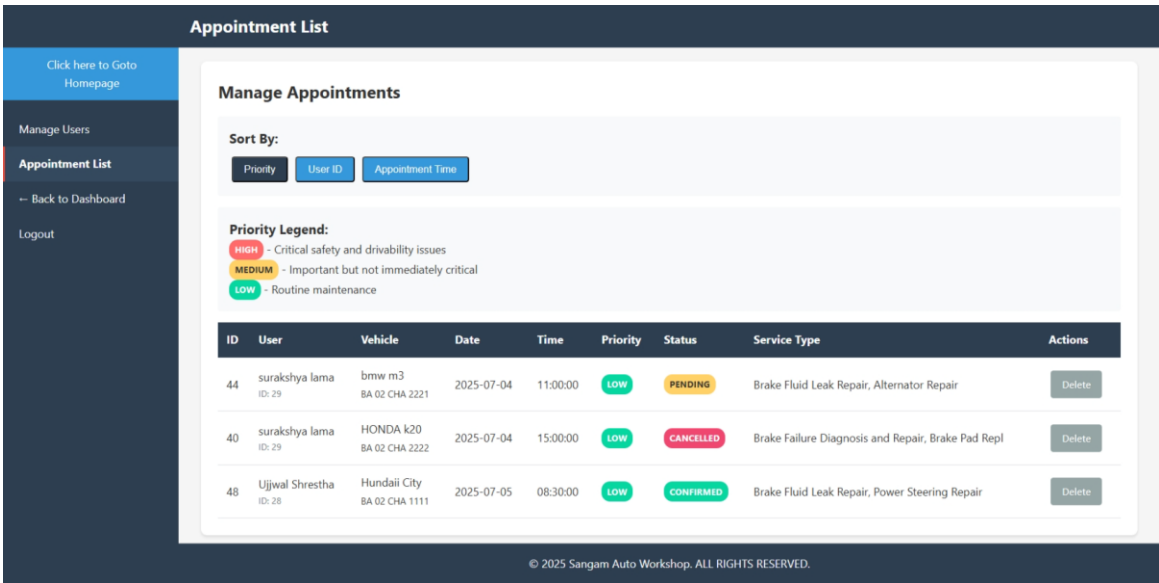 Appointment List
Click here to Goto
Homepage
Manage Users
Appointment List
← Back to Dashboard
Logout
Manage Appointments
Sort By:
Priority User ID Appointment Time
Priority Legend:
HIGH - Critical safety and drivability issues
MEDIUM - Important but not immediately critical
LOW - Routine maintenance
ID User Vehicle Date Time Priority Status Service Type Actions
44 surakshya lama ID: 29 bmw m3 BA 02 CHA 2221 2025-07-04 11:00:00 LOW PENDING Brake Fluid Leak Repair, Alternator Repair Delete
40 surakshya lama ID: 29 HONDA k20 BA 02 CHA 2222 2025-07-04 15:00:00 LOW CANCELLED Brake Failure Diagnosis and Repair, Brake Pad Repl Delete
48 Ujjwal Shrestha ID: 28 Hundaii City BA 02 CHA 1111 2025-07-05 08:30:00 LOW CONFIRMED Brake Fluid Leak Repair, Power Steering Repair Delete
© 2025 Sangam Auto Workshop. ALL RIGHTS RESERVED.